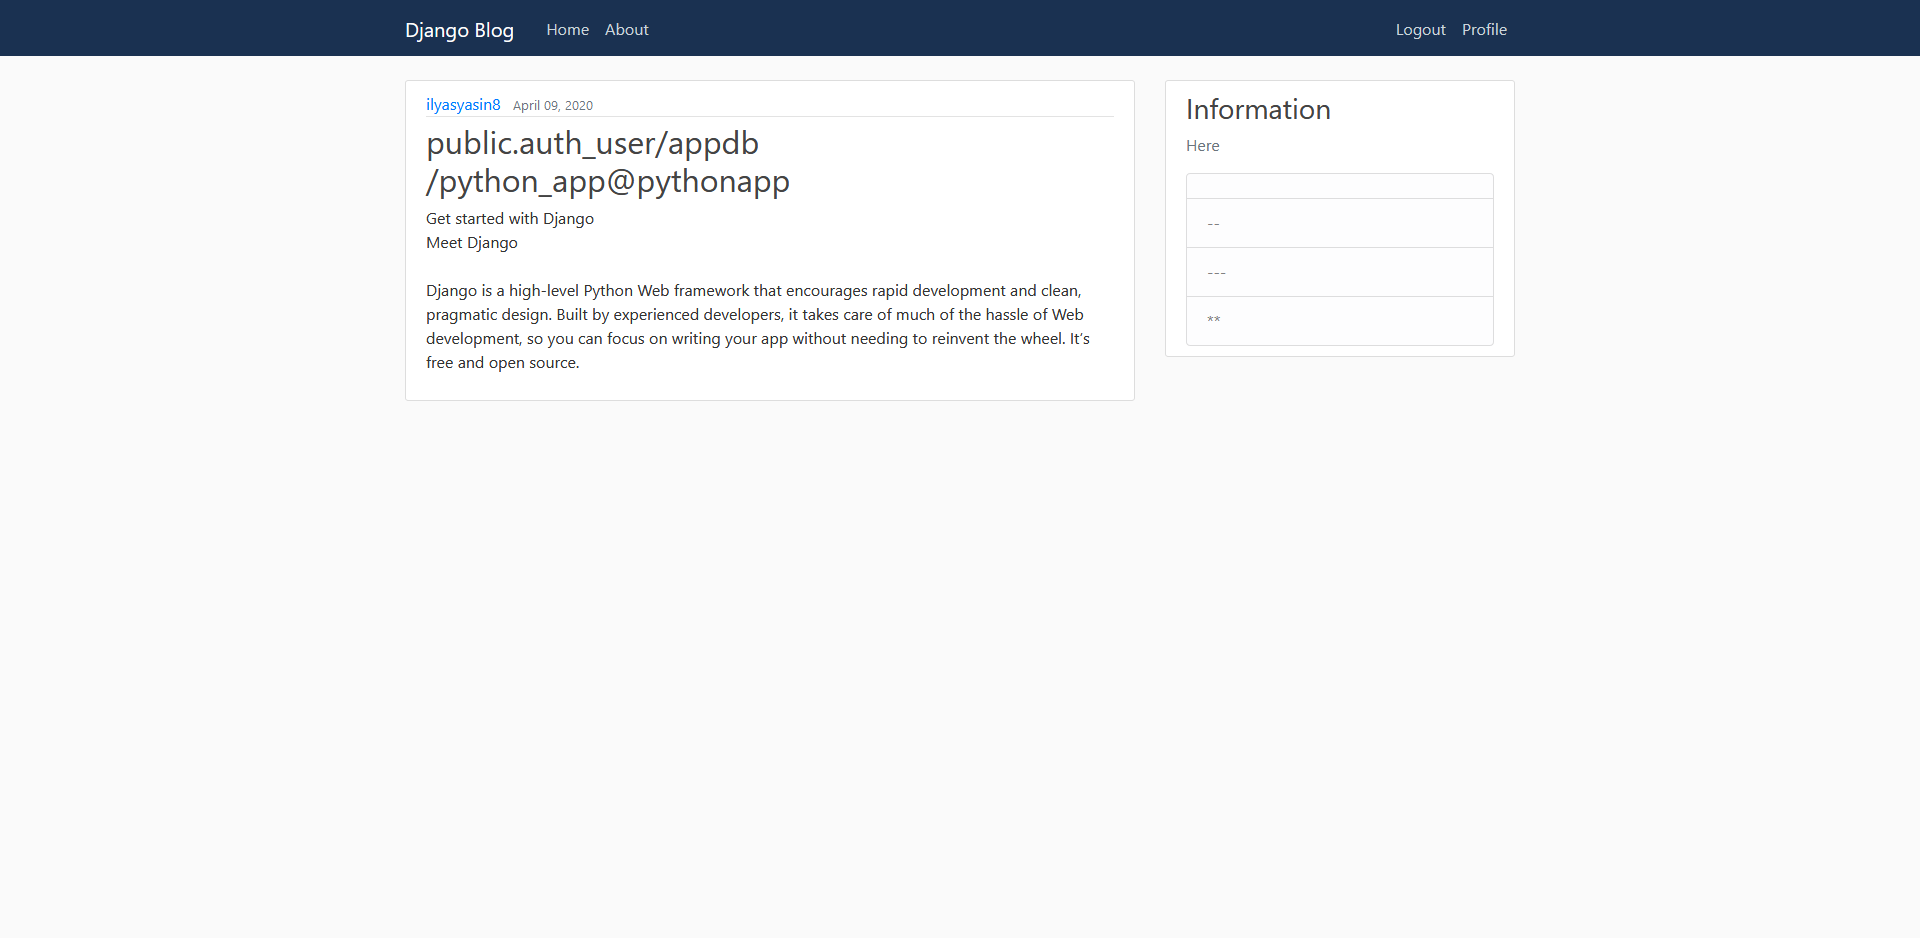 Django Blog Home About Logout Profile
ilyasyasin8 April 09, 2020
public.auth_user/appdb
/python_app@pythonapp
Get started with Django
Meet Django
Django is a high-level Python Web framework that encourages rapid development and clean,
pragmatic design. Built by experienced developers, it takes care of much of the hassle of Web
development, so you can focus on writing your app without needing to reinvent the wheel. It’s
free and open source.
Information
Here
--
---
**